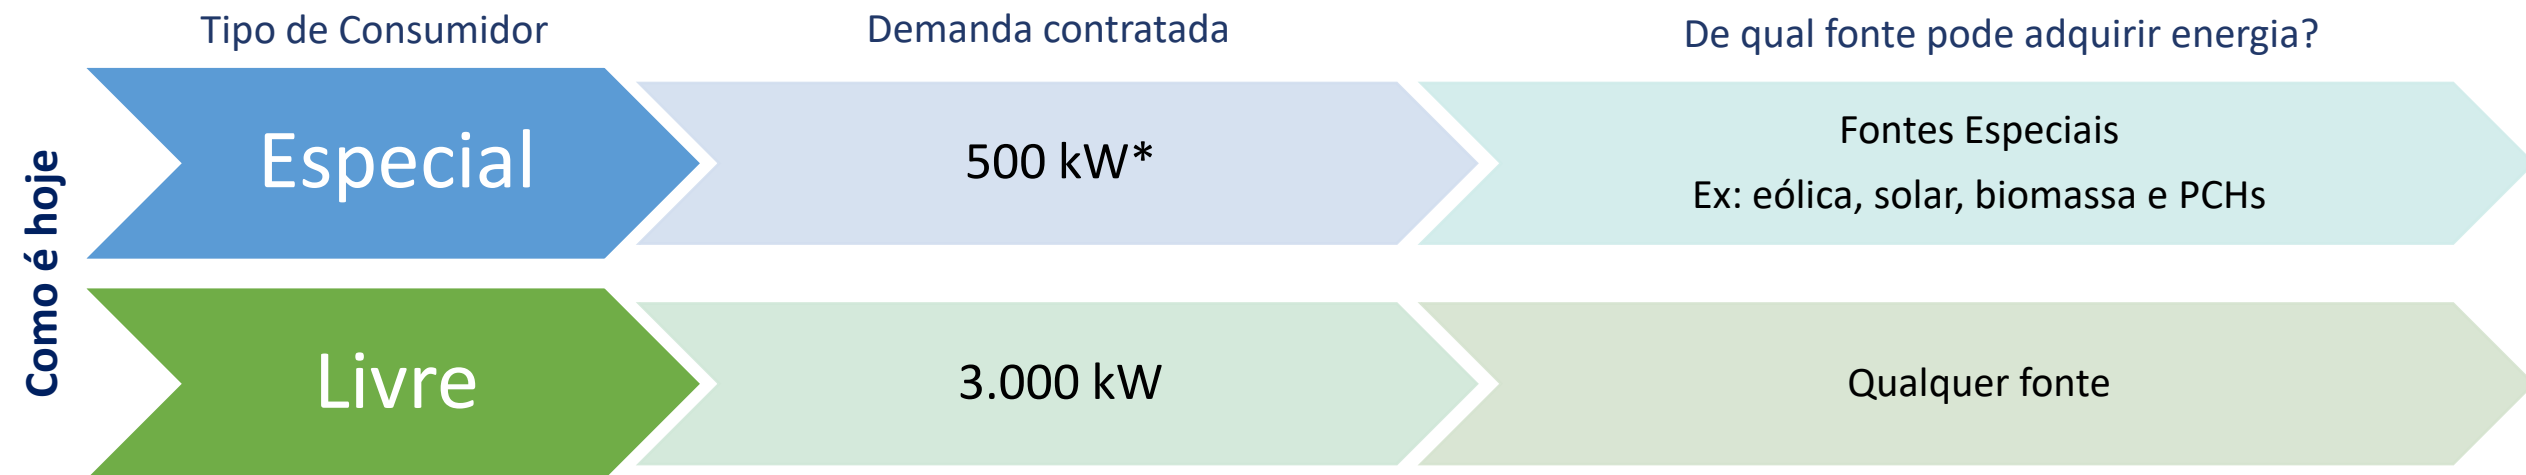 Tipo de Consumidor
Demanda contratada
De qual fonte pode adquirir energia?
Como é hoje
Especial
500 kW*
Fontes Especiais
Ex: eólica, solar, biomassa e PCHs
Livre
3.000 kW
Qualquer fonte